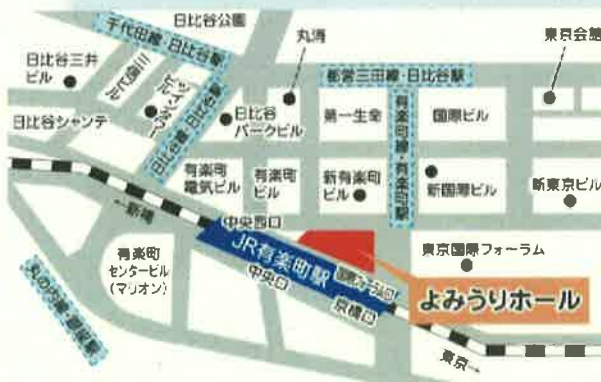 日比谷公園
千代田線・日比谷駅
丸消
東京会館
日比谷三井
ビル
三信ビル
ツインタワー
ビル
都営三田線・日比谷駅
日比谷線・日比谷駅
日比谷
パークビル
第一生命
有楽町線・有楽町駅
国際ビル
日比谷シャンテ
有楽町
電気ビル
有楽町
ビル
新有楽町
ビル
新国際ビル
新東京ビル
←新橋
中央西口
JR有楽町駅
国際フォーラム口
中央口
京橋口
東京国際フォーラム
有楽町
センタービル
(マリオン)
丸の内線・銀座駅
よみうりホール
東京→